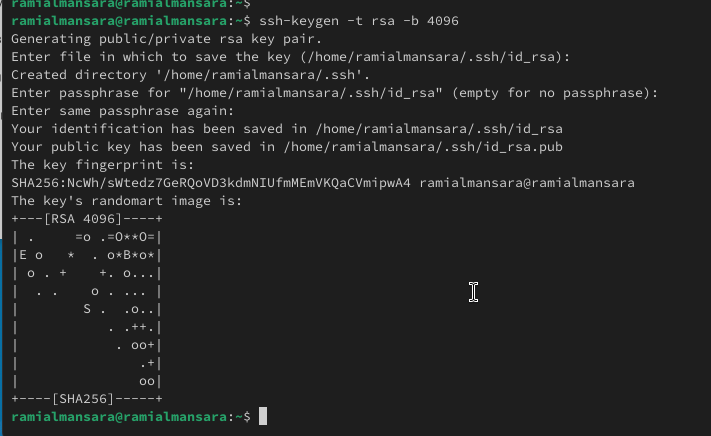 ramialmansara@ramialmansara:~$
ramialmansara@ramialmansara:~$ ssh-keygen -t rsa -b 4096
Generating public/private rsa key pair.
Enter file in which to save the key (/home/ramialmansara/.ssh/id_rsa):
Created directory '/home/ramialmansara/.ssh'.
Enter passphrase for "/home/ramialmansara/.ssh/id_rsa" (empty for no passphrase):
Enter same passphrase again:
Your identification has been saved in /home/ramialmansara/.ssh/id_rsa
Your public key has been saved in /home/ramialmansara/.ssh/id_rsa.pub
The key fingerprint is:
SHA256:NcWh/sWtedz7GeRQoVD3kdmNIUfmMEmVKQaCVmipwA4 ramialmansara@ramialmansara
The key's randomart image is:
+---[RSA 4096]----+
| .     =o .=O**O=|
|E o   *  . o*B*o*|
| o . +    +. o...|
|  . .    o . ... |
|        S .  .o..|
|           . .++.|
|            . oo+|
|               .+|
|               oo|
+----[SHA256]-----+
ramialmansara@ramialmansara:~$